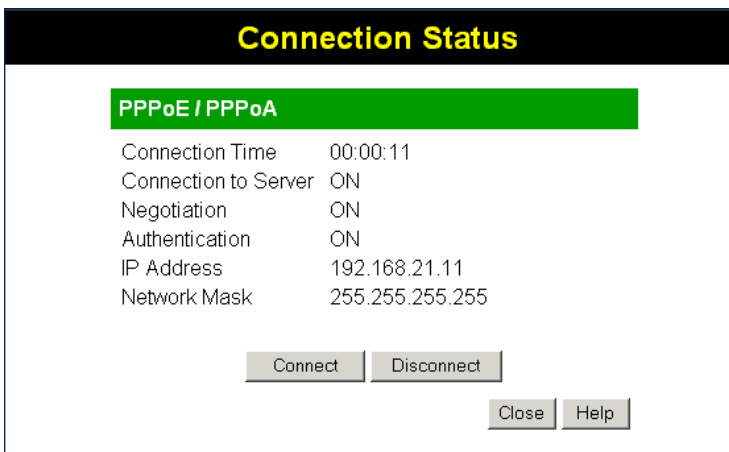 Connection Status
PPPoE / PPPoA
Connection Time 00:00:11
Connection to Server ON
Negotiation ON
Authentication ON
IP Address 192.168.21.11
Network Mask 255.255.255.255
Connect Disconnect
Close Help